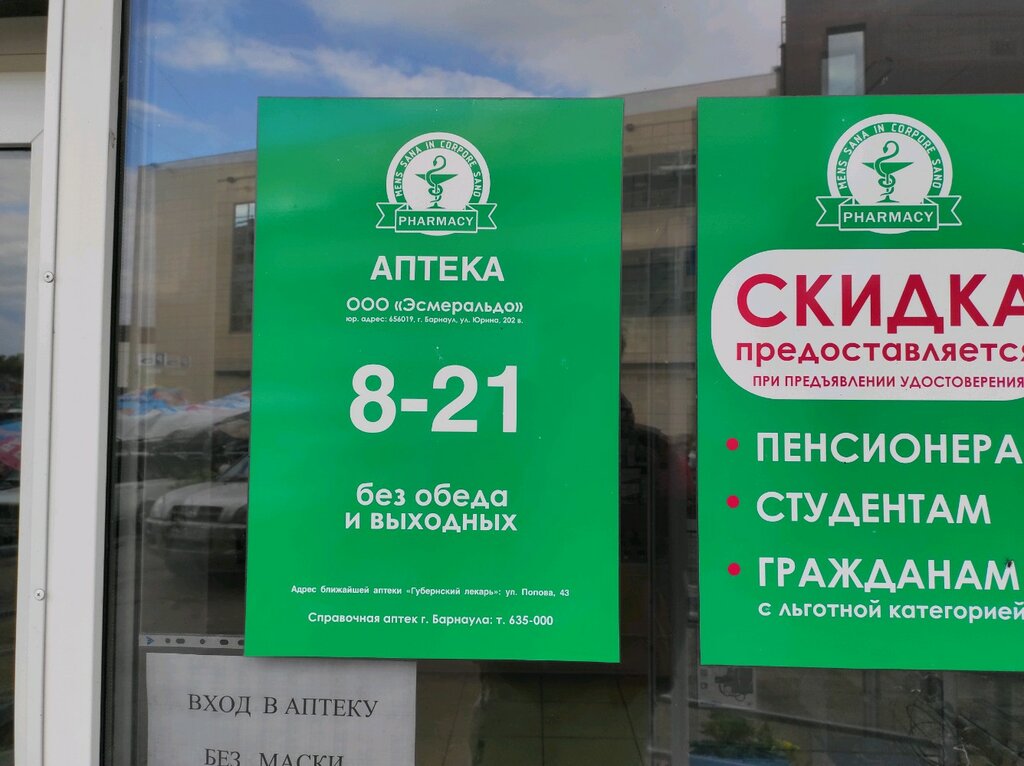 MENS SANA IN CORPORE SANO
PHARMACY
АПТЕКА
ООО «Эсмеральдо»
юр. адрес: 656019, г. Барнаул, ул. Юрина, 202 в.
8-21
без обеда
и выходных
Адрес ближайшей аптеки «Губернский лекарь»: ул. Попова, 43
Справочная аптек г. Барнаула: т. 635-000
MENS SANA IN CORPORE SANO
PHARMACY
СКИДКА
предоставляетс
ПРИ ПРЕДЪЯВЛЕНИИ УДОСТОВЕРЕНИЯ
• ПЕНСИОНЕРА
• СТУДЕНТАМ
• ГРАЖДАНАМ
с льготной категорией
ВХОД В АПТЕКУ
БЕЗ МАСКИ